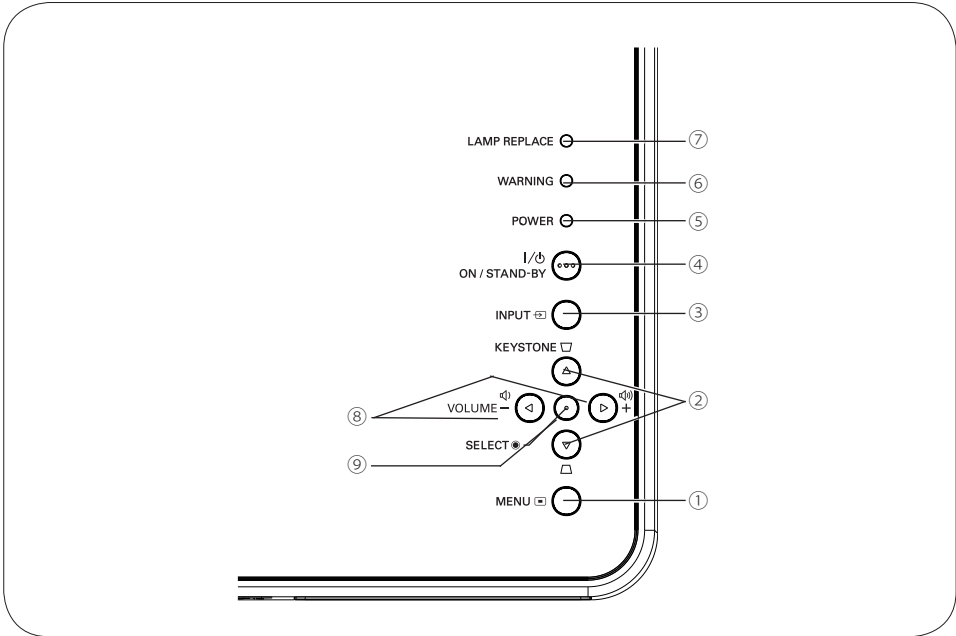 LAMP REPLACE ⑦
WARNING ⑥
POWER ⑤
I/⏻
ON / STAND-BY ④
INPUT ③
KEYSTONE
②
VOLUME − +
⑧
SELECT
⑨
MENU ①